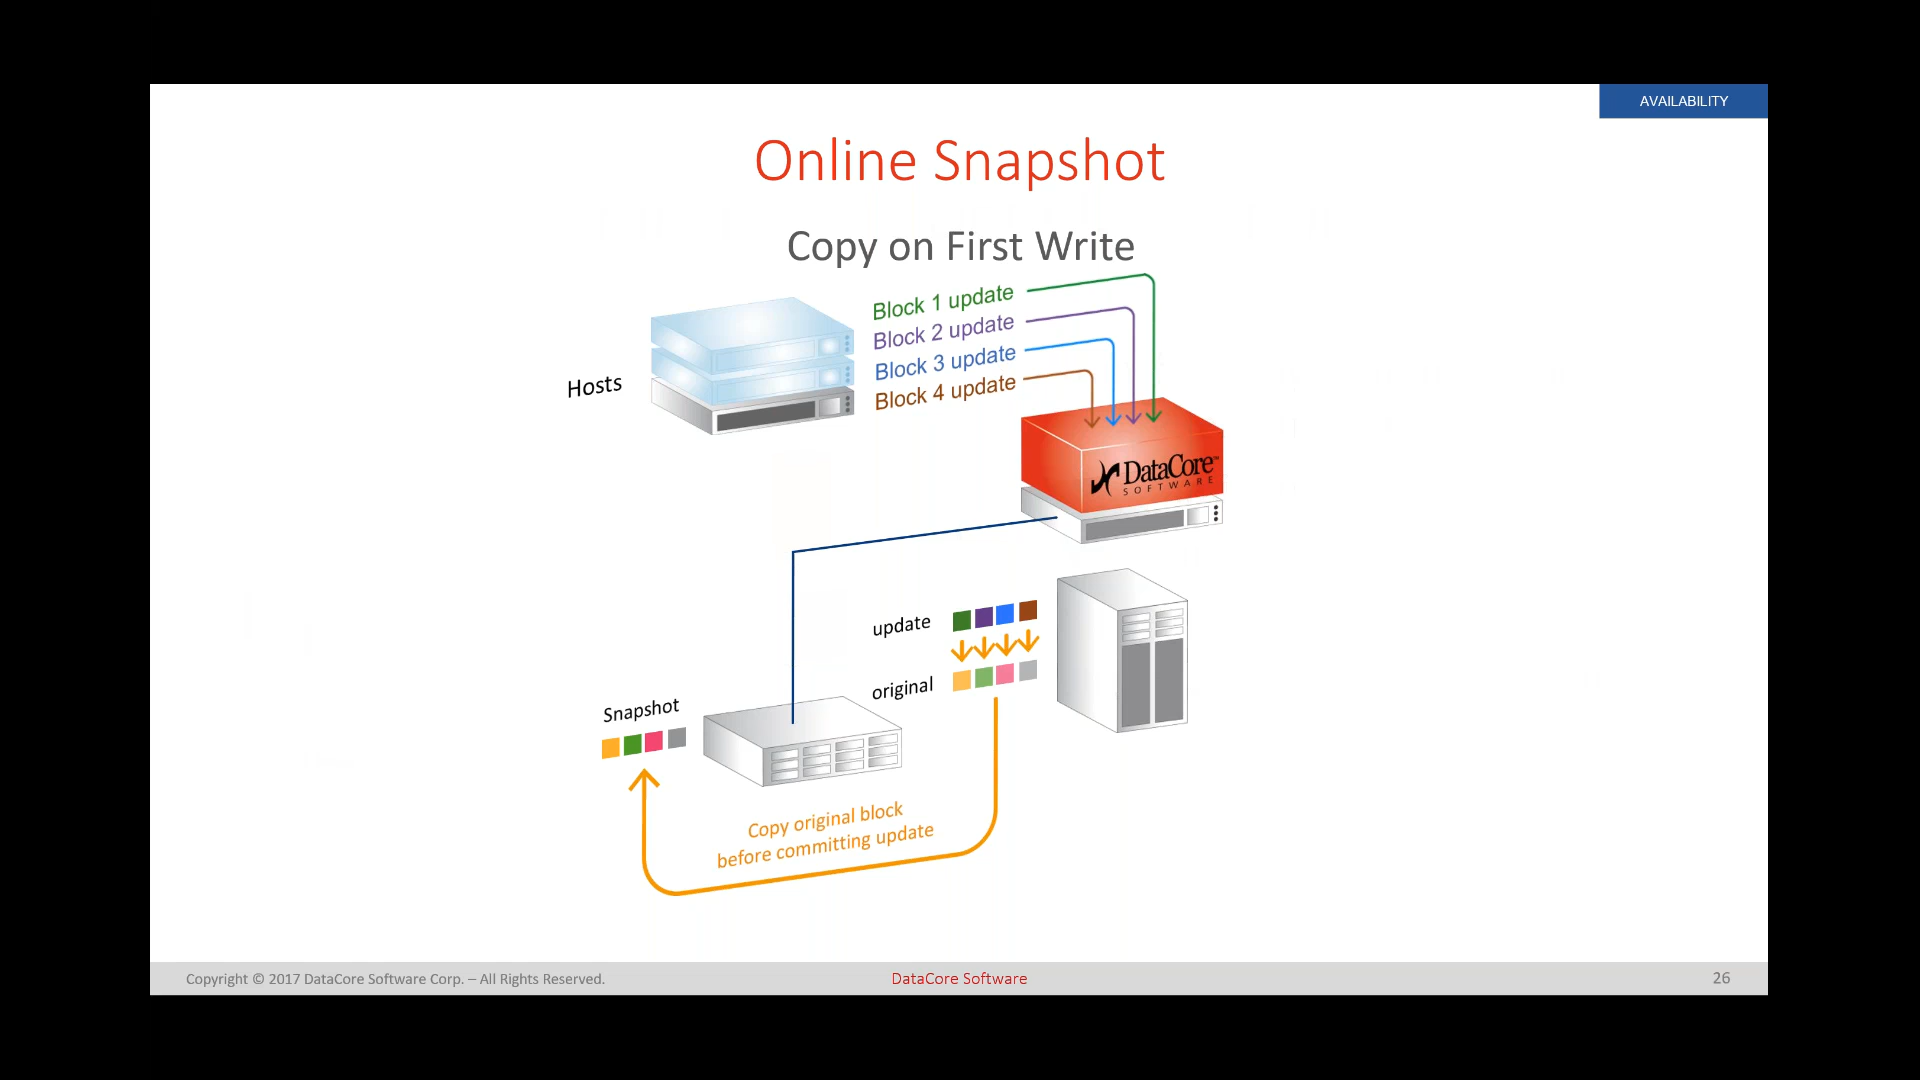 AVAILABILITY
Online Snapshot
Copy on First Write
Block 1 update
Block 2 update
Block 3 update
Block 4 update
Hosts
DataCore™
SOFTWARE
update
original
Snapshot
Copy original block
before committing update
Copyright © 2017 DataCore Software Corp. – All Rights Reserved.
DataCore Software
26